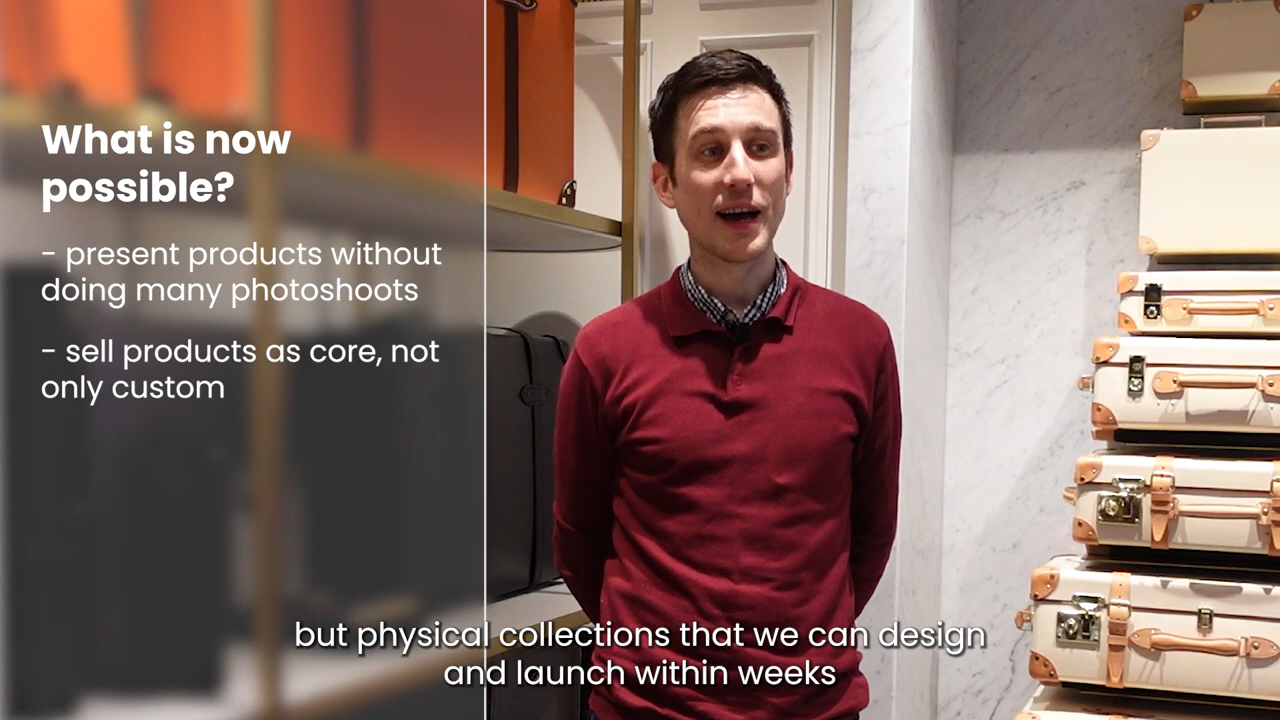 What is now
possible?
- present products without
doing many photoshoots
- sell products as core, not
only custom
but physical collections that we can design
and launch within weeks